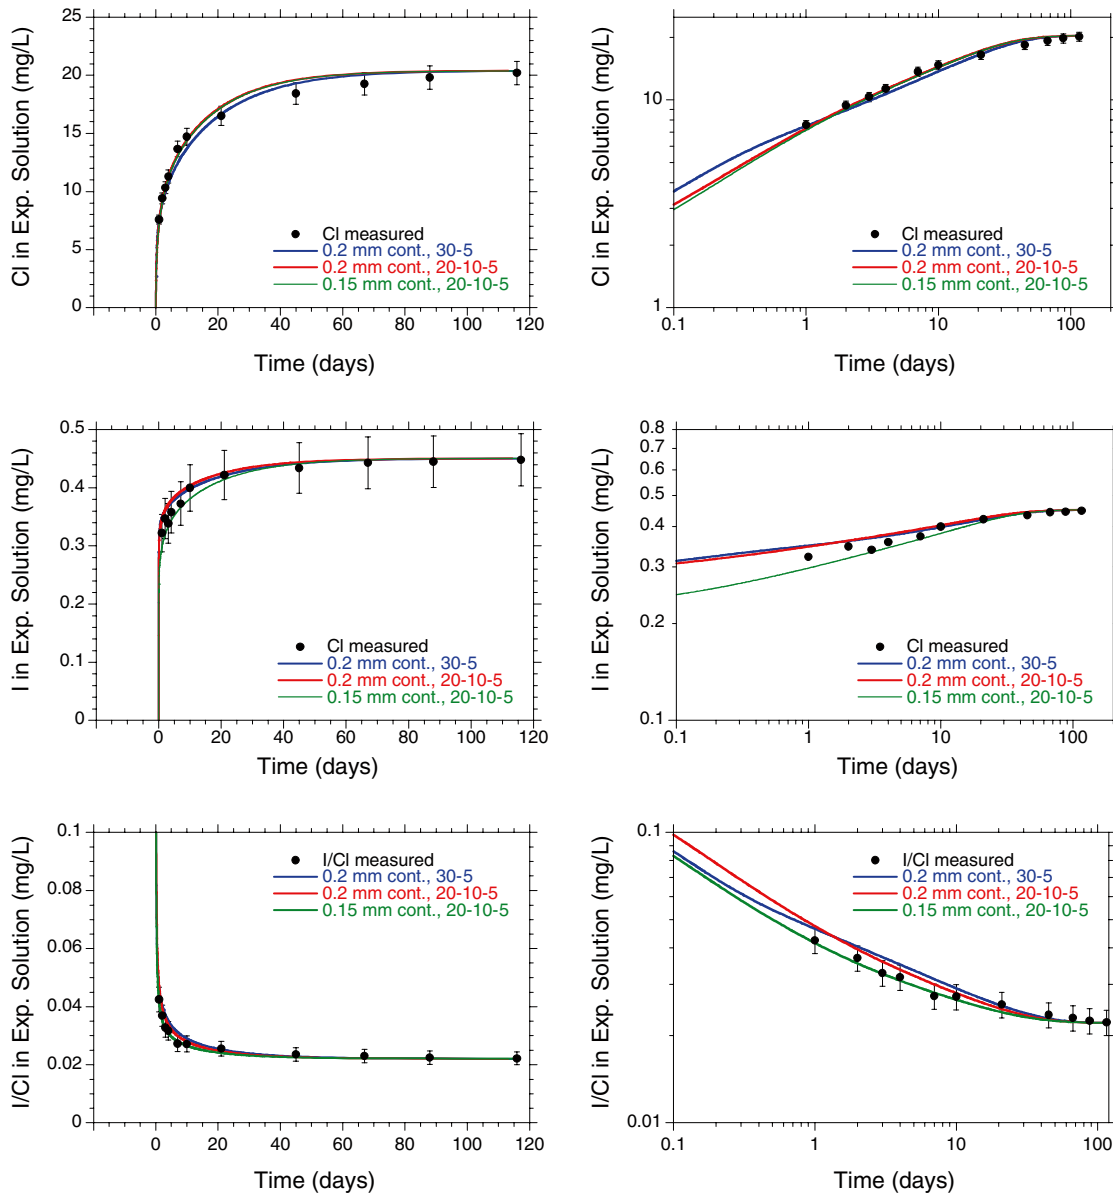 Cl in Exp. Solution (mg/L)
25
20
15
10
5
0
Cl measured
0.2 mm cont., 30-5
0.2 mm cont., 20-10-5
0.15 mm cont., 20-10-5
0 20 40 60 80 100 120
Time (days)
Cl in Exp. Solution (mg/L)
10
1
Cl measured
0.2 mm cont., 30-5
0.2 mm cont., 20-10-5
0.15 mm cont., 20-10-5
0.1 1 10 100
Time (days)
I in Exp. Solution (mg/L)
0.5
0.4
0.3
0.2
0.1
0
Cl measured
0.2 mm cont., 30-5
0.2 mm cont., 20-10-5
0.15 mm cont., 20-10-5
0 20 40 60 80 100 120
Time (days)
I in Exp. Solution (mg/L)
0.8
0.7
0.6
0.5
0.4
0.3
0.2
0.1
Cl measured
0.2 mm cont., 30-5
0.2 mm cont., 20-10-5
0.15 mm cont., 20-10-5
0.1 1 10 100
Time (days)
I/Cl in Exp. Solution (mg/L)
0.1
0.08
0.06
0.04
0.02
0
I/Cl measured
0.2 mm cont., 30-5
0.2 mm cont., 20-10-5
0.15 mm cont., 20-10-5
0 20 40 60 80 100 120
Time (days)
I/Cl in Exp. Solution (mg/L)
0.1
0.01
I/Cl measured
0.2 mm cont., 30-5
0.2 mm cont., 20-10-5
0.15 mm cont., 20-10-5
0.1 1 10 100
Time (days)